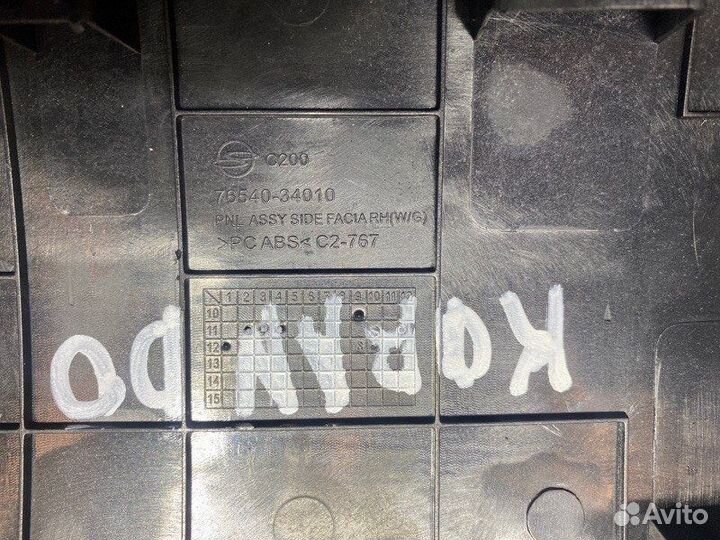 C200
76540-34010
PNL ASSY SIDE FACIA RH(W/G)
>PC ABS< C2-767
1 2 3 4 5 6 7 8 9 10 11 12
10
11
12
13
14
15
KORANDO
Avito